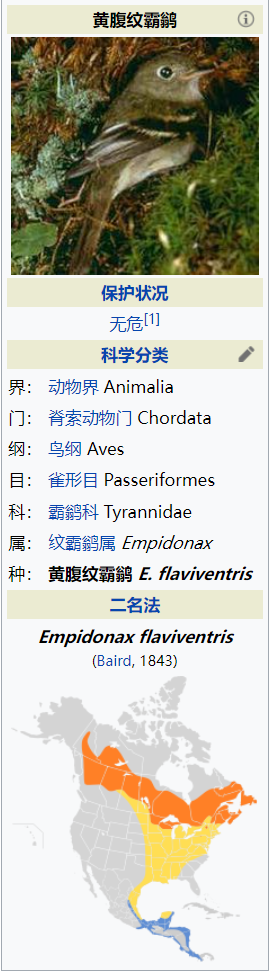 黄腹纹霸鹟
保护状况
无危[1]
科学分类
界： 动物界 Animalia
门： 脊索动物门 Chordata
纲： 鸟纲 Aves
目： 雀形目 Passeriformes
科： 霸鹟科 Tyrannidae
属： 纹霸鹟属 Empidonax
种： 黄腹纹霸鹟 E. flaviventris
二名法
Empidonax flaviventris
(Baird, 1843)